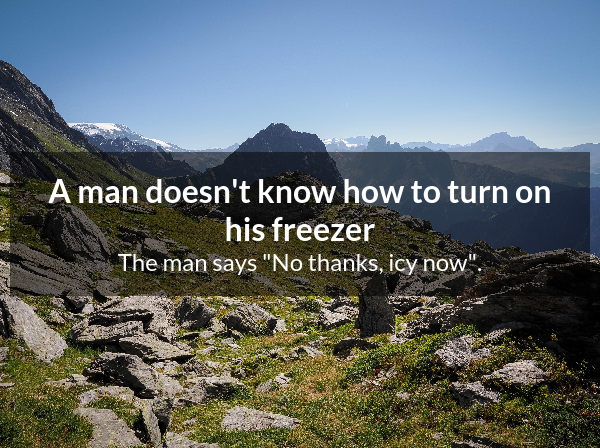 A man doesn't know how to turn on
his freezer
The man says "No thanks, icy now".